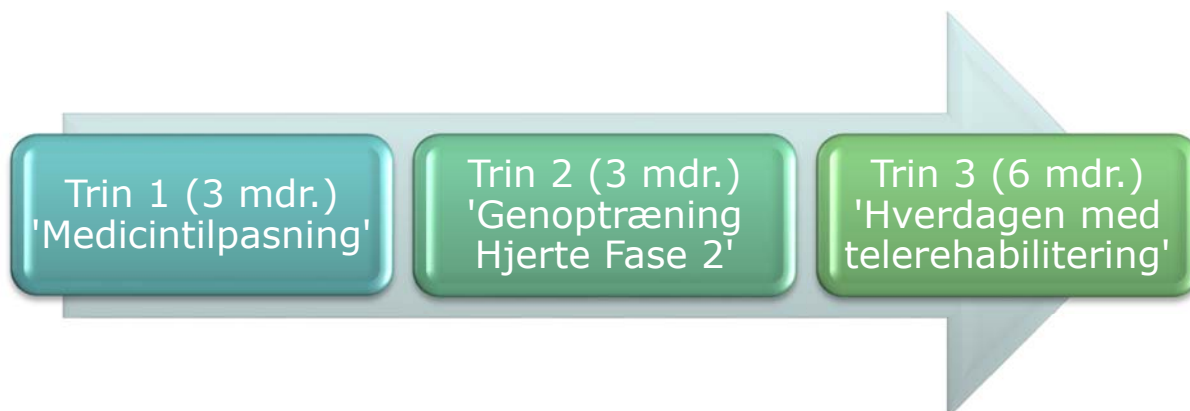 Trin 1 (3 mdr.)
'Medicintilpasning'
Trin 2 (3 mdr.)
'Genoptræning
Hjerte Fase 2'
Trin 3 (6 mdr.)
'Hverdagen med
telerehabilitering'